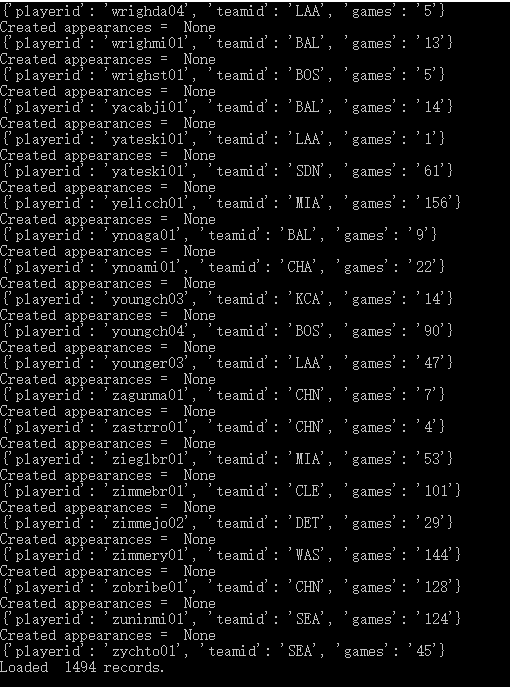 {'playerid': 'wrighda04', 'teamid': 'LAA', 'games': '5'}
Created appearances =  None
{'playerid': 'wrighmi01', 'teamid': 'BAL', 'games': '13'}
Created appearances =  None
{'playerid': 'wrighst01', 'teamid': 'BOS', 'games': '5'}
Created appearances =  None
{'playerid': 'yacabji01', 'teamid': 'BAL', 'games': '14'}
Created appearances =  None
{'playerid': 'yateski01', 'teamid': 'LAA', 'games': '1'}
Created appearances =  None
{'playerid': 'yateski01', 'teamid': 'SDN', 'games': '61'}
Created appearances =  None
{'playerid': 'yelicch01', 'teamid': 'MIA', 'games': '156'}
Created appearances =  None
{'playerid': 'ynoaga01', 'teamid': 'BAL', 'games': '9'}
Created appearances =  None
{'playerid': 'ynoami01', 'teamid': 'CHA', 'games': '22'}
Created appearances =  None
{'playerid': 'youngch03', 'teamid': 'KCA', 'games': '14'}
Created appearances =  None
{'playerid': 'youngch04', 'teamid': 'BOS', 'games': '90'}
Created appearances =  None
{'playerid': 'younger03', 'teamid': 'LAA', 'games': '47'}
Created appearances =  None
{'playerid': 'zagunma01', 'teamid': 'CHN', 'games': '7'}
Created appearances =  None
{'playerid': 'zastrro01', 'teamid': 'CHN', 'games': '4'}
Created appearances =  None
{'playerid': 'zieglbr01', 'teamid': 'MIA', 'games': '53'}
Created appearances =  None
{'playerid': 'zimmebr01', 'teamid': 'CLE', 'games': '101'}
Created appearances =  None
{'playerid': 'zimmejo02', 'teamid': 'DET', 'games': '29'}
Created appearances =  None
{'playerid': 'zimmery01', 'teamid': 'WAS', 'games': '144'}
Created appearances =  None
{'playerid': 'zobribe01', 'teamid': 'CHN', 'games': '128'}
Created appearances =  None
{'playerid': 'zuninmi01', 'teamid': 'SEA', 'games': '124'}
Created appearances =  None
{'playerid': 'zychto01', 'teamid': 'SEA', 'games': '45'}
Loaded  1494 records.